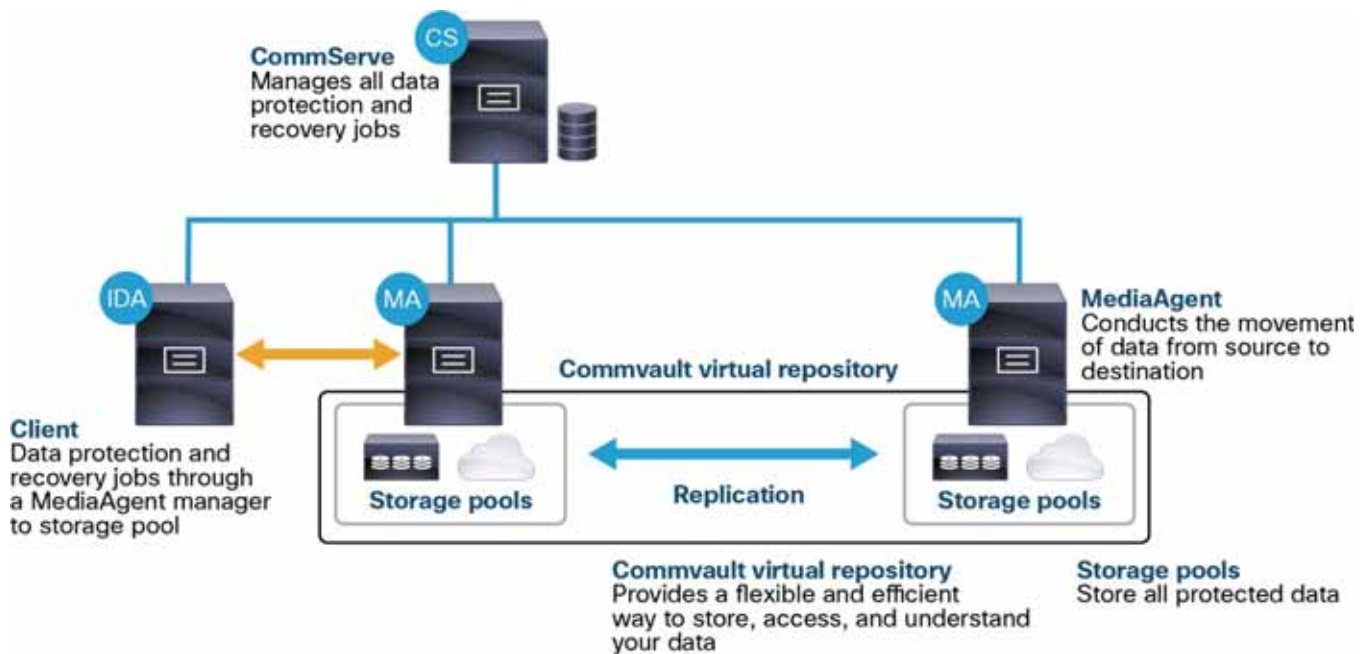 CS
CommServe
Manages all data
protection and
recovery jobs
IDA
MA
MA
MediaAgent
Conducts the movement
of data from source to
destination
Commvault virtual repository
Client
Data protection and
recovery jobs through
a MediaAgent manager
to storage pool
Storage pools
Replication
Storage pools
Commvault virtual repository
Provides a flexible and efficient
way to store, access, and understand
your data
Storage pools
Store all protected data